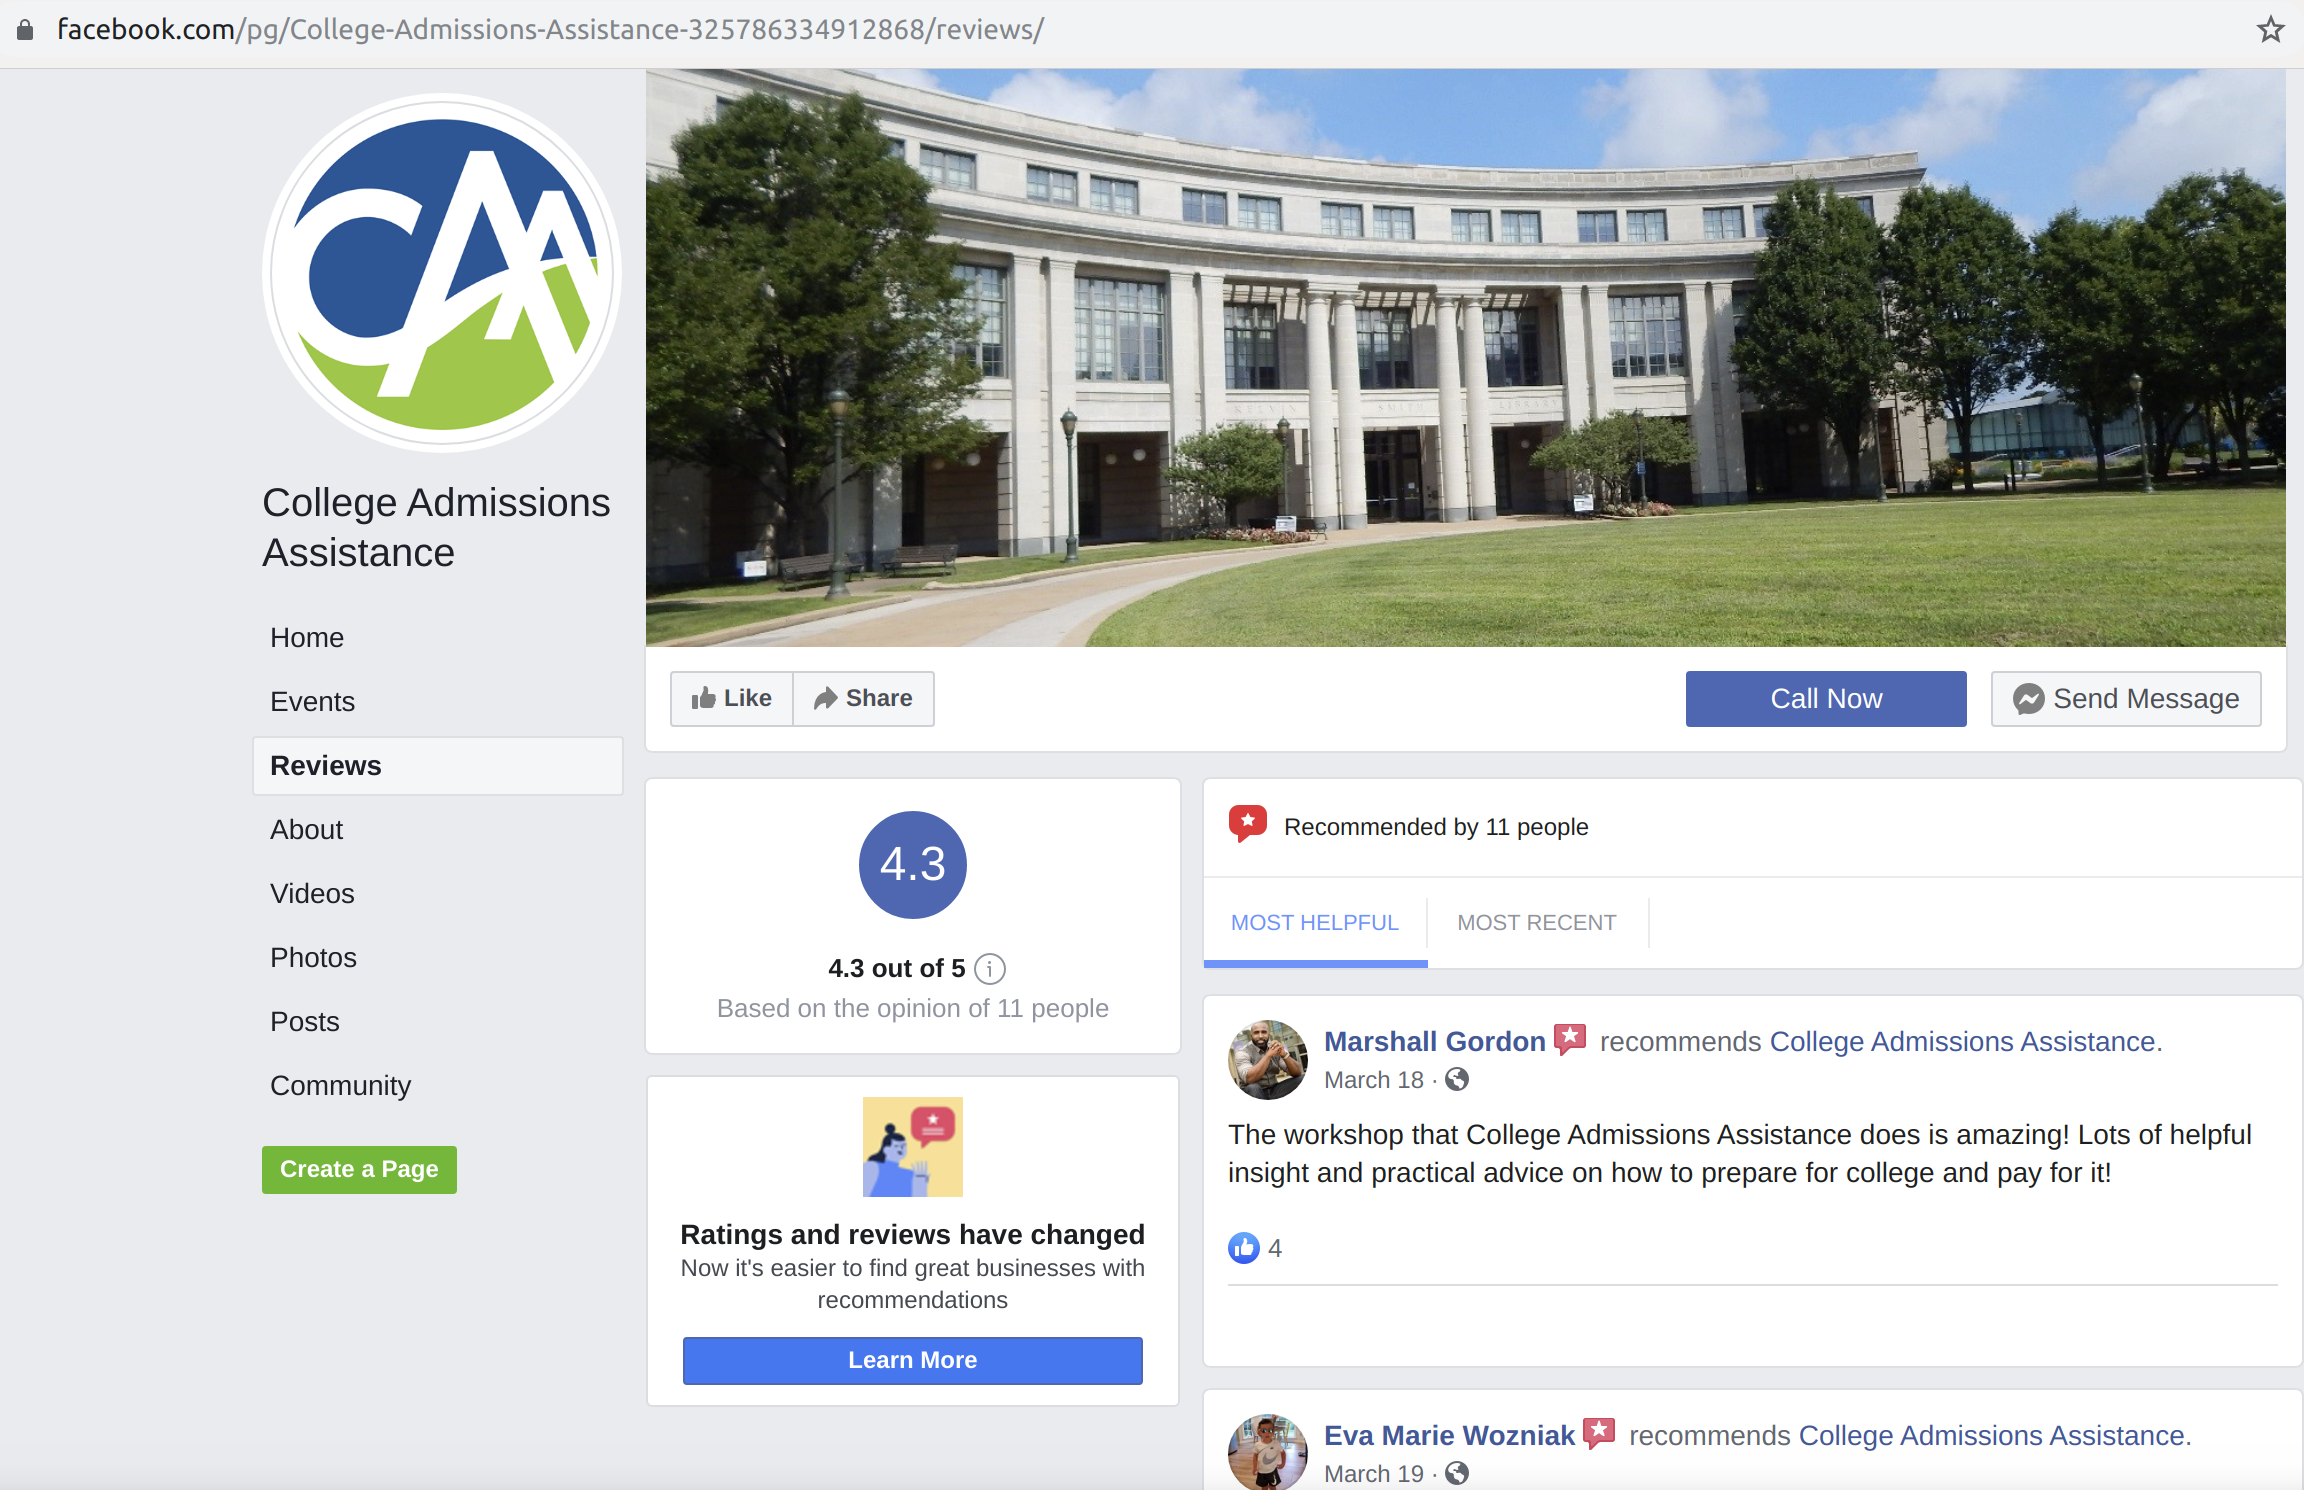 facebook.com/pg/College-Admissions-Assistance-325786334912868/reviews/
CAA
College Admissions
Assistance
Home
Events
Reviews
About
Videos
Photos
Posts
Community
Create a Page
KELVIN SMITH LIBRARY
Like
Share
Call Now
Send Message
4.3
4.3 out of 5
Based on the opinion of 11 people
Ratings and reviews have changed
Now it's easier to find great businesses with
recommendations
Learn More
Recommended by 11 people
MOST HELPFUL
MOST RECENT
Marshall Gordon recommends College Admissions Assistance.
March 18 ·
The workshop that College Admissions Assistance does is amazing! Lots of helpful
insight and practical advice on how to prepare for college and pay for it!
4
Eva Marie Wozniak recommends College Admissions Assistance.
March 19 ·